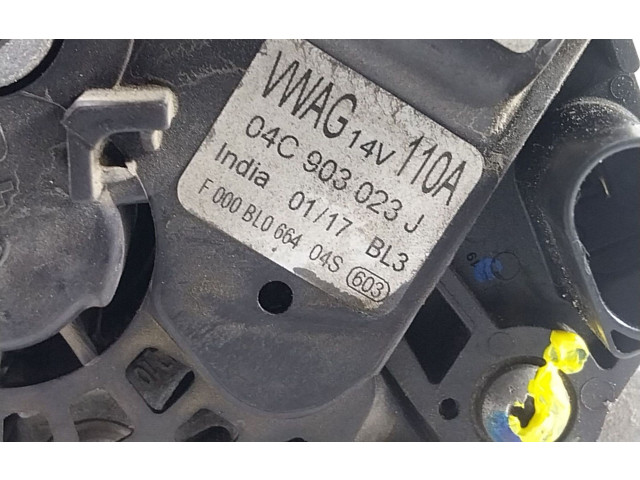 VWAG 14V 110A
04C 903 023 J
India 01/17 BL3
F 000 BL0 664 04S 603